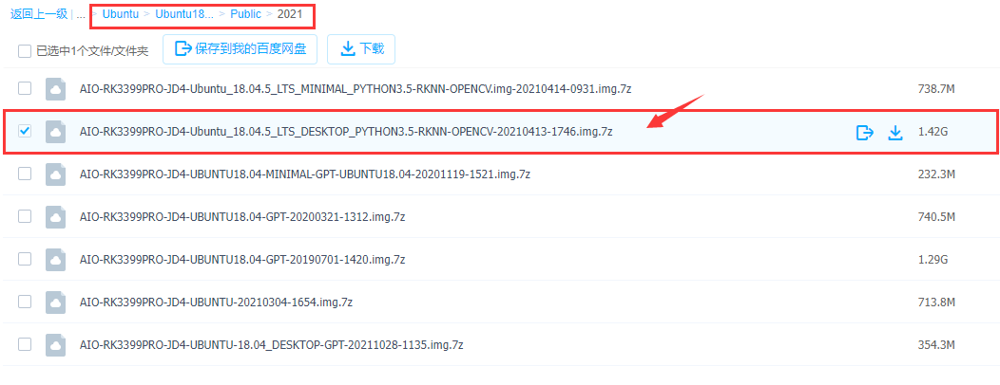 返回上一级 | ... > Ubuntu > Ubuntu18... > Public > 2021
已选中1个文件/文件夹 保存到我的百度网盘 下载
AIO-RK3399PRO-JD4-Ubuntu_18.04.5_LTS_MINIMAL_PYTHON3.5-RKNN-OPENCV.img-20210414-0931.img.7z 738.7M
AIO-RK3399PRO-JD4-Ubuntu_18.04.5_LTS_DESKTOP_PYTHON3.5-RKNN-OPENCV-20210413-1746.img.7z 1.42G
AIO-RK3399PRO-JD4-UBUNTU18.04-MINIMAL-GPT-UBUNTU18.04-20201119-1521.img.7z 232.3M
AIO-RK3399PRO-JD4-UBUNTU18.04-GPT-20200321-1312.img.7z 740.5M
AIO-RK3399PRO-JD4-UBUNTU18.04-GPT-20190701-1420.img.7z 1.29G
AIO-RK3399PRO-JD4-UBUNTU-20210304-1654.img.7z 713.8M
AIO-RK3399PRO-JD4-UBUNTU-18.04_DESKTOP-GPT-20211028-1135.img.7z 354.3M